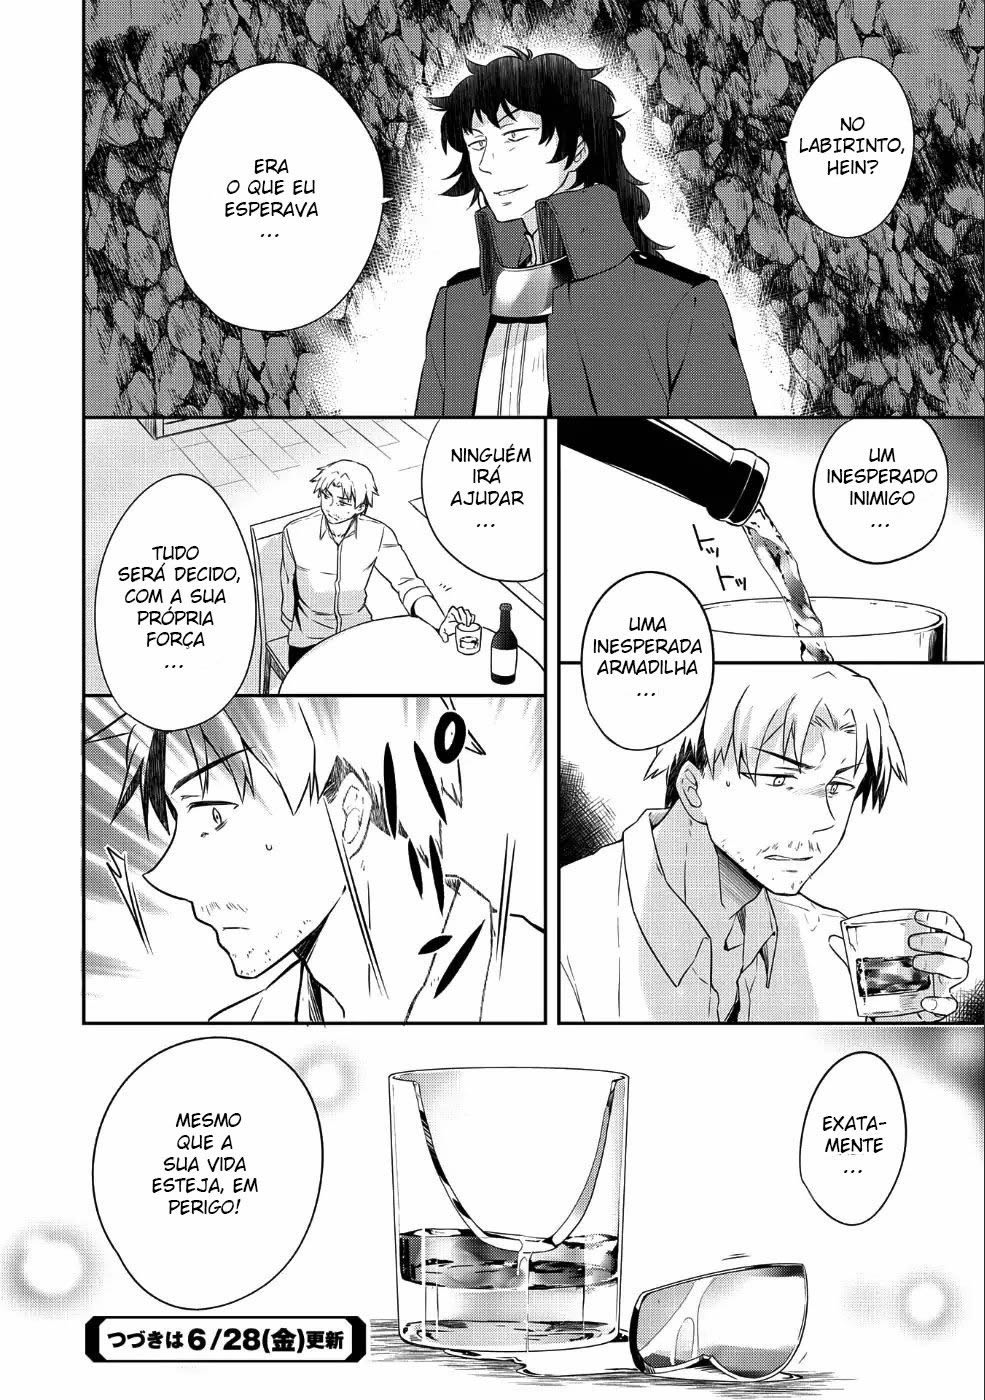 NO
LABIRINTO,
HEIN?
ERA
O QUE EU
ESPERAVA
...
UM
INESPERADO
INIMIGO
...
トットットッ
UMA
INESPERADA
ARMADILHA
...
NINGUÉM
IRÁ
AJUDAR
...
TUDO
SERÁ DECIDO,
COM A SUA
PRÓPRIA
FORÇA
...
EXATA-
MENTE
...
MESMO
QUE A
SUA VIDA
ESTEJA, EM
PERIGO!
つづきは6/28(金)更新